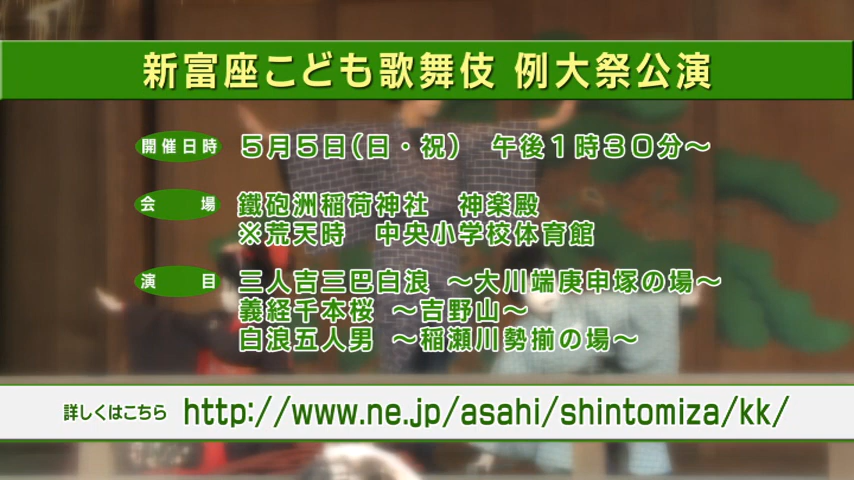 新富座こども歌舞伎 例大祭公演
開催日時 5月5日(日・祝) 午後1時30分～
会場 鐵砲洲稲荷神社 神楽殿
※荒天時 中央小学校体育館
演目 三人吉三巴白浪 ～大川端庚申塚の場～
義経千本桜 ～吉野山～
白浪五人男 ～稲瀬川勢揃の場～
詳しくはこちら http://www.ne.jp/asahi/shintomiza/kk/